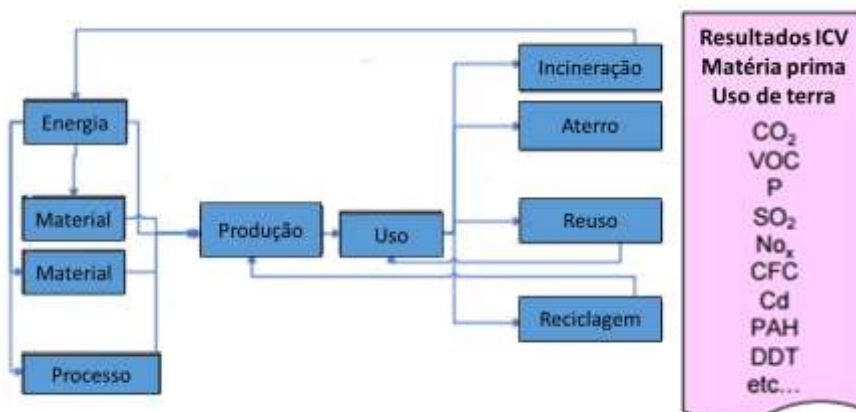 Energia
Material
Material
Processo
Produção
Uso
Incineração
Aterro
Reuso
Reciclagem
Resultados ICV
Matéria prima
Uso de terra
CO₂
VOC
P
SO₂
Noₓ
CFC
Cd
PAH
DDT
etc...